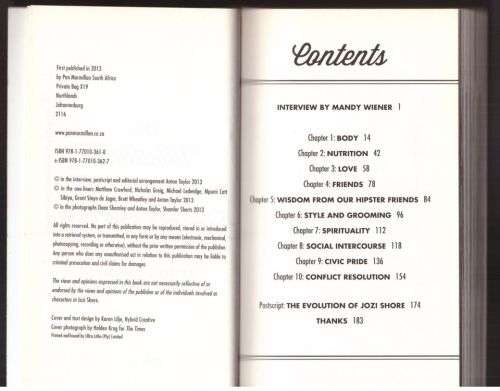 First published in 2013
by Pan Macmillan South Africa
Private Bag X19
Northlands
Johannesburg
2116
www.panmacmillan.co.za
ISBN 978-1-77010-361-0
e-ISBN 978-1-77010-362-7
© in the interview, postscript and editorial arrangement Anton Taylor 2013
© in the one-liners Matthew Crawford, Nicholas Greig, Michael Ledwidge, Mpumi Lott
Sibiya, Grant Steyn de Jager, Brett Wheatley and Anton Taylor 2013
© in the photographs Dean Sharnley and Anton Taylor, Shamler Shorts 2013
All rights reserved. No part of this publication may be reproduced, stored in or introduced
into a retrieval system, or transmitted, in any form or by any means (electronic, mechanical,
photocopying, recording or otherwise), without the prior written permission of the publisher.
Any person who does any unauthorised act in relation to this publication may be liable to
criminal prosecution and civil claims for damages.
The views and opinions expressed in this book are not necessarily reflective of or
endorsed by the views and opinions of the publisher or of the individuals involved as
characters in Jozi Shore.
Cover and text design by Karen Lilje, Hybrid Creative
Cover photograph by Halden Krog for The Times
Printed and bound by Ultra Litho (Pty) Limited
Contents
INTERVIEW BY MANDY WIENER 1
Chapter 1: BODY 14
Chapter 2: NUTRITION 42
Chapter 3: LOVE 58
Chapter 4: FRIENDS 78
Chapter 5: WISDOM FROM OUR HIPSTER FRIENDS 84
Chapter 6: STYLE AND GROOMING 96
Chapter 7: SPIRITUALITY 112
Chapter 8: SOCIAL INTERCOURSE 118
Chapter 9: CIVIC PRIDE 136
Chapter 10: CONFLICT RESOLUTION 154
Postscript: THE EVOLUTION OF JOZI SHORE 174
THANKS 183